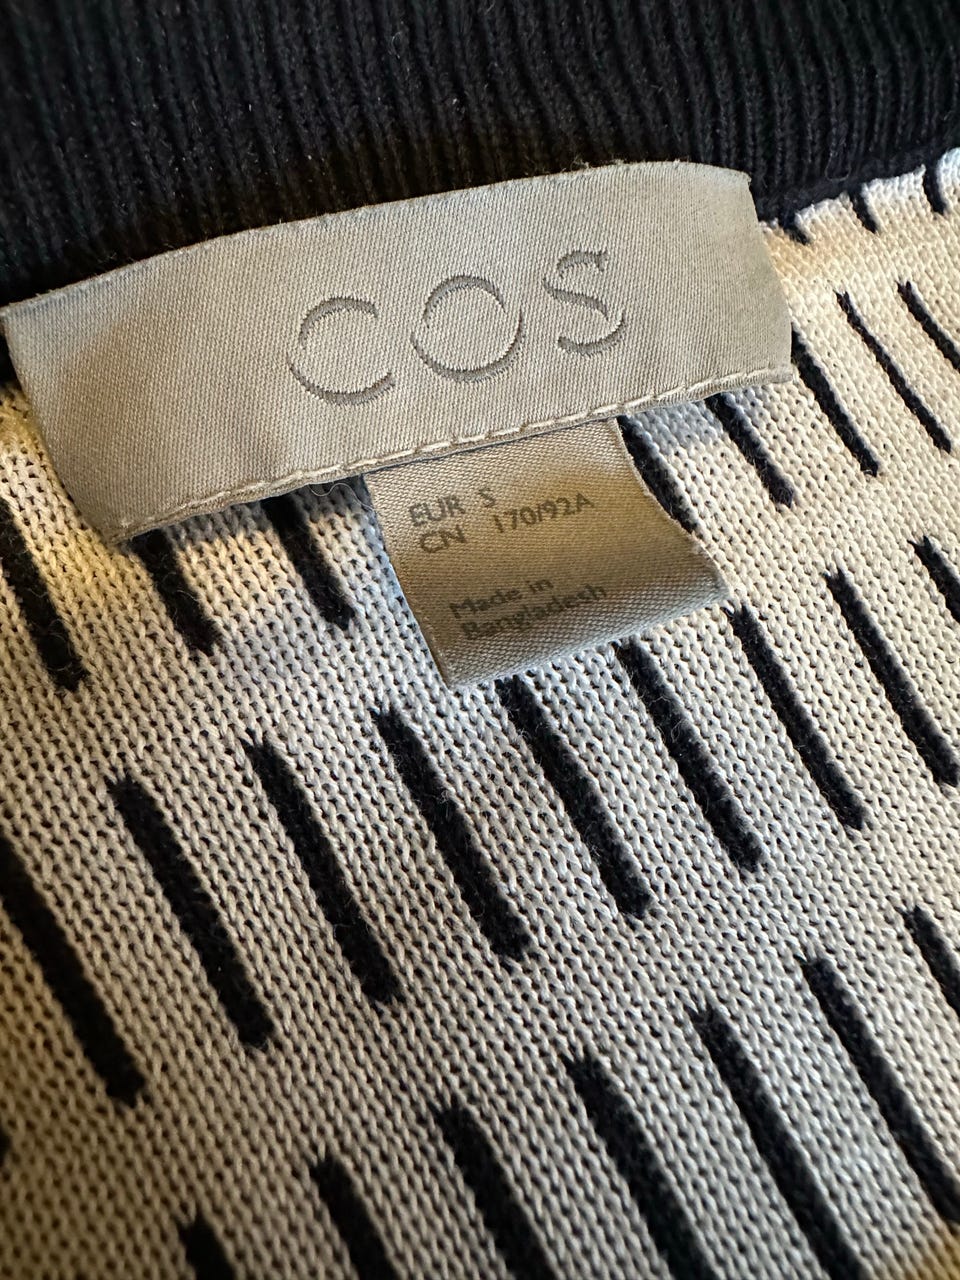 COS
EUR S
CN 170/92A
Made in
Bangladesh